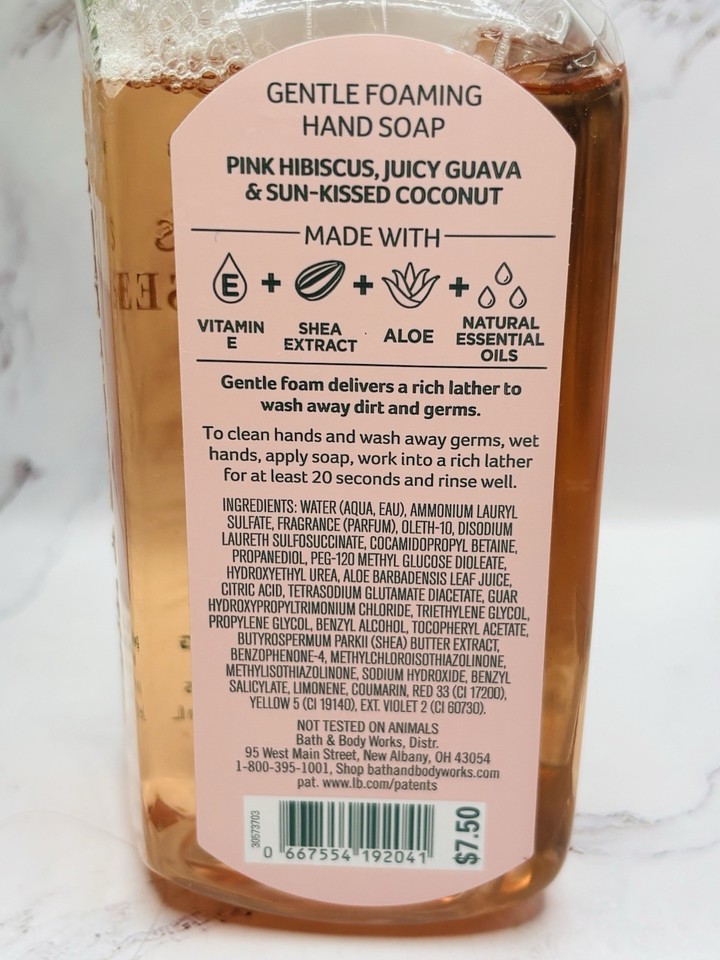 GENTLE FOAMING
HAND SOAP
PINK HIBISCUS, JUICY GUAVA
& SUN-KISSED COCONUT
MADE WITH
E + + +
VITAMIN E
SHEA EXTRACT
ALOE
NATURAL ESSENTIAL OILS
Gentle foam delivers a rich lather to
wash away dirt and germs.
To clean hands and wash away germs, wet
hands, apply soap, work into a rich lather
for at least 20 seconds and rinse well.
INGREDIENTS: WATER (AQUA, EAU), AMMONIUM LAURYL
SULFATE, FRAGRANCE (PARFUM), OLETH-10, DISODIUM
LAURETH SULFOSUCCINATE, COCAMIDOPROPYL BETAINE,
PROPANEDIOL, PEG-120 METHYL GLUCOSE DIOLEATE,
HYDROXYETHYL UREA, ALOE BARBADENSIS LEAF JUICE,
CITRIC ACID, TETRASODIUM GLUTAMATE DIACETATE, GUAR
HYDROXYPROPYLTRIMONIUM CHLORIDE, TRIETHYLENE GLYCOL,
PROPYLENE GLYCOL, BENZYL ALCOHOL, TOCOPHERYL ACETATE,
BUTYROSPERMUM PARKII (SHEA) BUTTER EXTRACT,
BENZOPHENONE-4, METHYLCHLOROISOTHIAZOLINONE,
METHYLISOTHIAZOLINONE, SODIUM HYDROXIDE, BENZYL
SALICYLATE, LIMONENE, COUMARIN, RED 33 (CI 17200),
YELLOW 5 (CI 19140), EXT. VIOLET 2 (CI 60730).
NOT TESTED ON ANIMALS
Bath & Body Works, Distr.
95 West Main Street, New Albany, OH 43054
1-800-395-1001, Shop bathandbodyworks.com
pat. www.lb.com/patents
30573703
0 667554 192041
$7.50